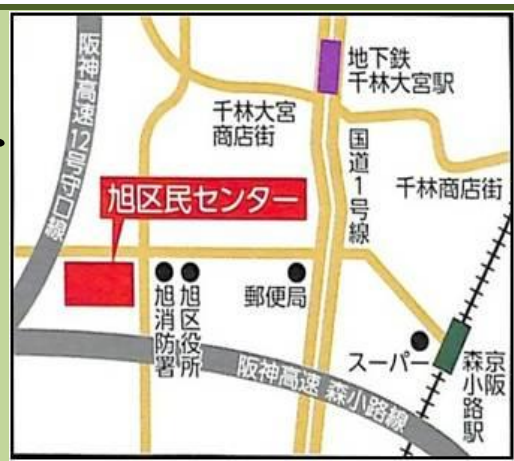 阪神高速12号守口線
地下鉄
千林大宮駅
千林大宮
商店街
国道1号線
千林商店街
旭区民センター
旭消防署
旭区役所
郵便局
スーパー
京阪
森小路駅
阪神高速 森小路線